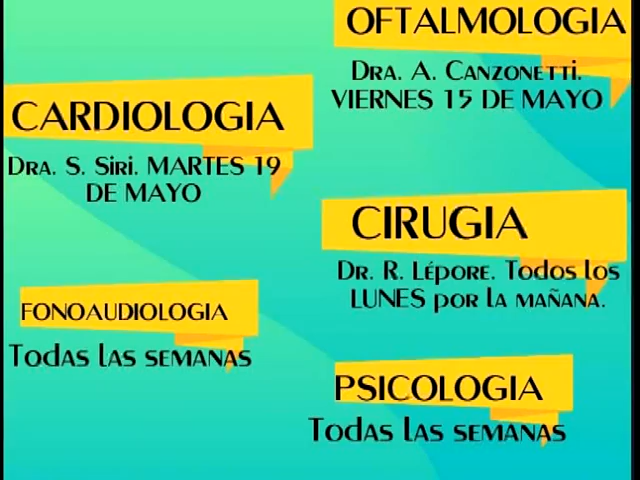 OFTALMOLOGIA
Dra. A. Canzonetti.
VIERNES 15 DE MAYO
CARDIOLOGIA
Dra. S. Siri. MARTES 19
DE MAYO
CIRUGIA
Dr. R. Lépore. Todos los
LUNES por la mañana.
FONOAUDIOLOGIA
Todas las semanas
PSICOLOGIA
Todas las semanas